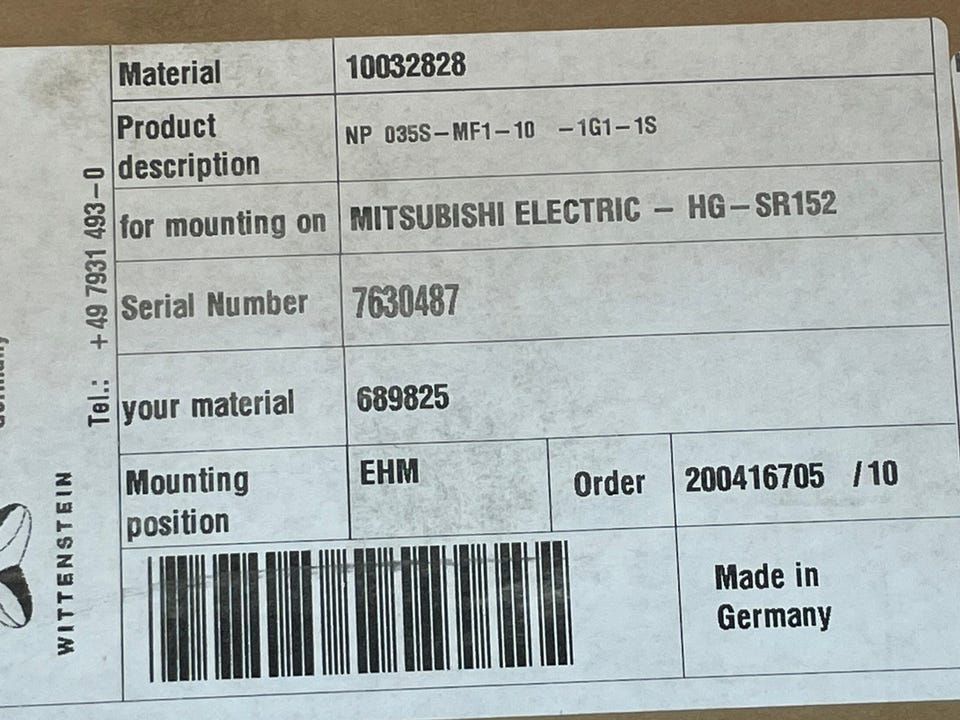 Material 10032828
Product description NP 035S-MF1-10 -1G1-1S
for mounting on MITSUBISHI ELECTRIC - HG-SR152
Serial Number 7630487
your material 689825
Mounting position EHM Order 200416705 /10
Made in
Germany
WITTENSTEIN
Tel.: +49 7931 493-0